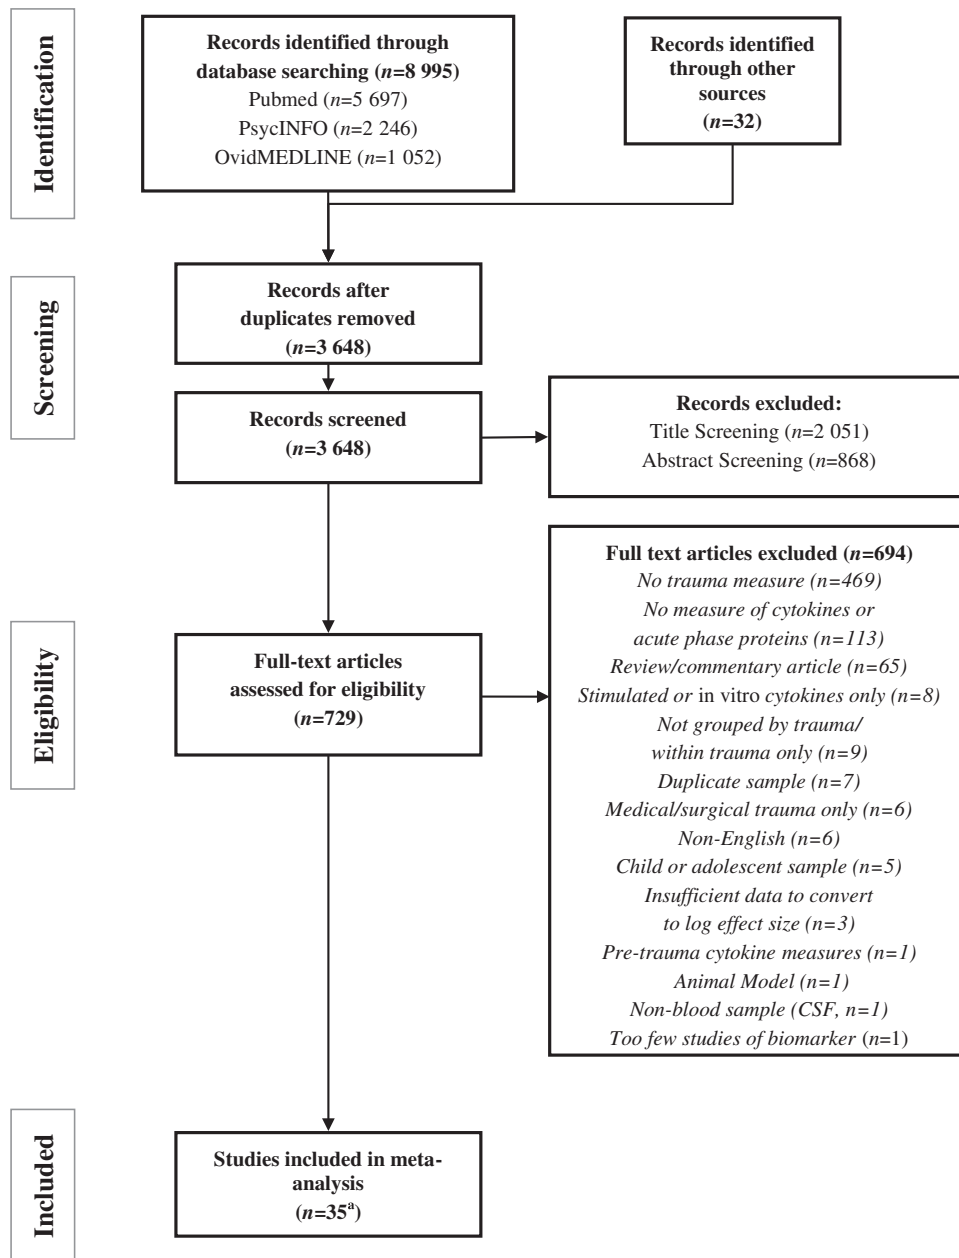 Identification
Records identified through
database searching (n=8 995)
Pubmed (n=5 697)
PsycINFO (n=2 246)
OvidMEDLINE (n=1 052)
Records identified
through other
sources
(n=32)
Screening
Records after
duplicates removed
(n=3 648)
Records screened
(n=3 648)
Records excluded:
Title Screening (n=2 051)
Abstract Screening (n=868)
Eligibility
Full-text articles
assessed for eligibility
(n=729)
Full text articles excluded (n=694)
No trauma measure (n=469)
No measure of cytokines or
acute phase proteins (n=113)
Review/commentary article (n=65)
Stimulated or in vitro cytokines only (n=8)
Not grouped by trauma/
within trauma only (n=9)
Duplicate sample (n=7)
Medical/surgical trauma only (n=6)
Non-English (n=6)
Child or adolescent sample (n=5)
Insufficient data to convert
to log effect size (n=3)
Pre-trauma cytokine measures (n=1)
Animal Model (n=1)
Non-blood sample (CSF, n=1)
Too few studies of biomarker (n=1)
Included
Studies included in meta-
analysis
(n=35ª)